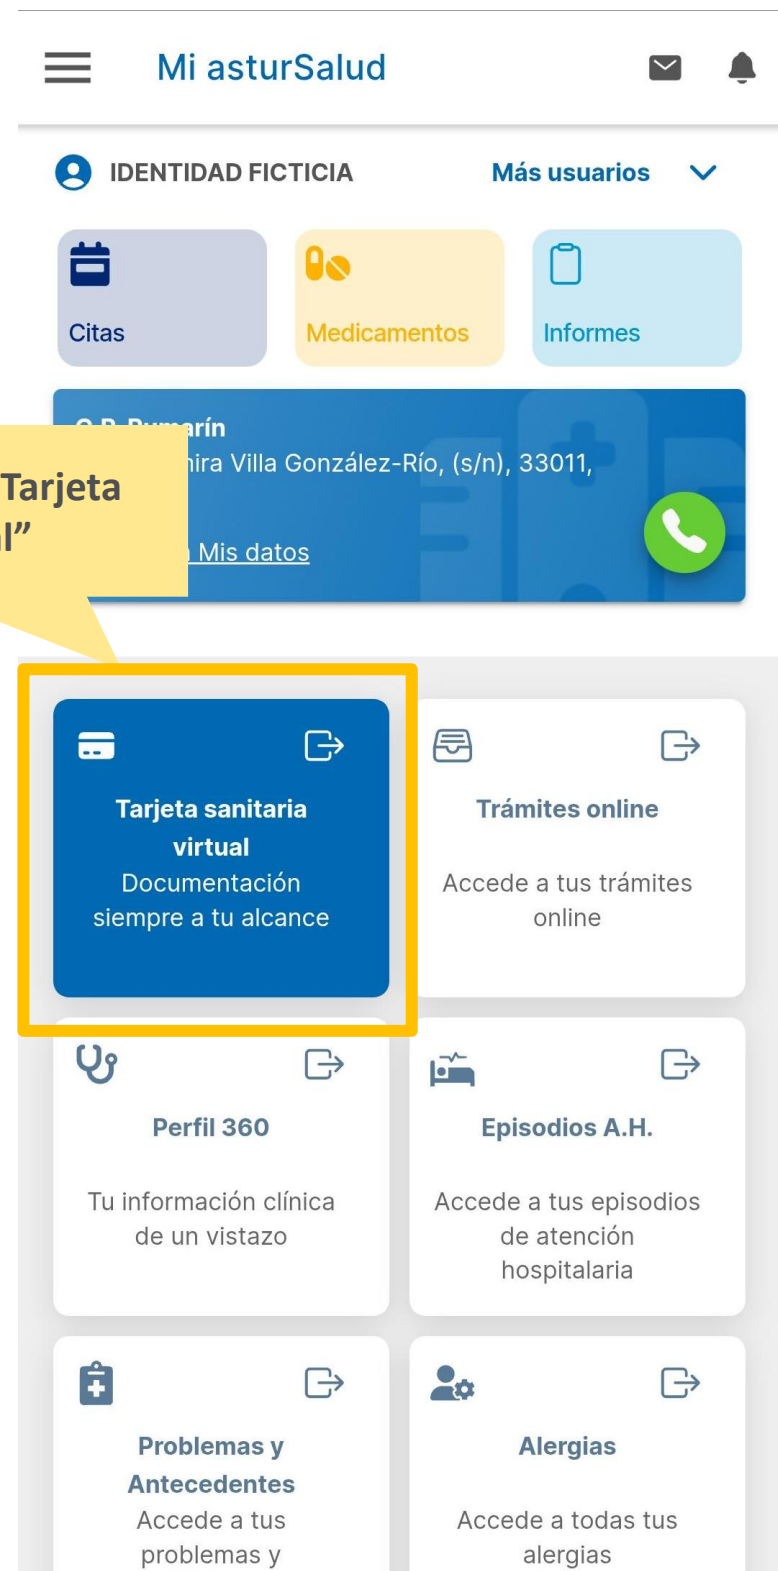 Mi asturSalud
IDENTIDAD FICTICIA
Más usuarios
Citas
Medicamentos
Informes
Villa González-Río, (s/n), 33011,
Mis datos
Tarjeta
Tarjeta sanitaria
virtual
Documentación
siempre a tu alcance
Trámites online
Accede a tus trámites
online
Perfil 360
Tu información clínica
de un vistazo
Episodios A.H.
Accede a tus episodios
de atención
hospitalaria
Problemas y
Antecedentes
Accede a tus
problemas y
Alergias
Accede a todas tus
alergias